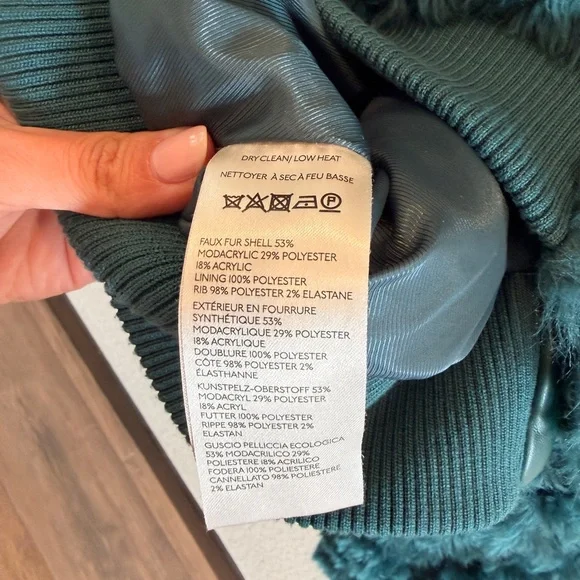 DRY CLEAN/ LOW HEAT
NETTOYER À SEC À FEU BASSE
P
FAUX FUR SHELL 53%
MODACRYLIC 29% POLYESTER
18% ACRYLIC
LINING 100% POLYESTER
RIB 98% POLYESTER 2% ELASTANE
EXTÉRIEUR EN FOURRURE
SYNTHÉTIQUE 53%
MODACRYLIQUE 29% POLYESTER
18% ACRYLIQUE
DOUBLURE 100% POLYESTER
CÔTE 98% POLYESTER 2%
ÉLASTHANNE
KUNSTPELZ-OBERSTOFF 53%
MODACRYL 29% POLYESTER
18% ACRYL
FUTTER 100% POLYESTER
RIPPE 98% POLYESTER 2%
ELASTAN
GUSCIO PELLICCIA ECOLOGICA
53% MODACRILICO 29%
POLIESTERE 18% ACRILICO
FODERA 100% POLIESTERE
CANNELLATO 98% POLIESTERE
2% ELASTAN